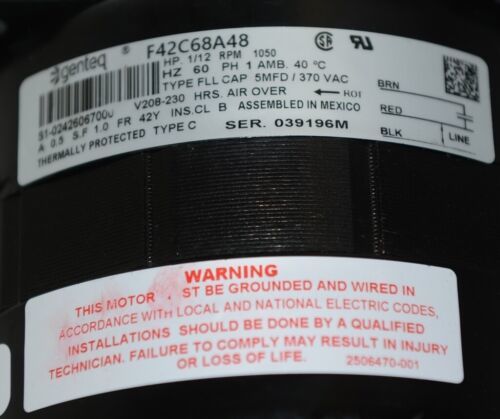 genteq ® F42C68A48
HP. 1/12 RPM 1050
HZ 60 PH 1 AMB. 40 °C
TYPE FLL CAP 5MFD / 370 VAC
S1-02426067000 V208-230 HRS. AIR OVER
A 0.5 S.F 1.0 FR 42Y INS.CL B ASSEMBLED IN MEXICO
THERMALLY PROTECTED TYPE C SER. 039196M
ROT
BRN
RED
BLK LINE
WARNING
THIS MOTOR ST BE GROUNDED AND WIRED IN
ACCORDANCE WITH LOCAL AND NATIONAL ELECTRIC CODES,
INSTALLATIONS SHOULD BE DONE BY A QUALIFIED
TECHNICIAN. FAILURE TO COMPLY MAY RESULT IN INJURY
OR LOSS OF LIFE. 2506470-001